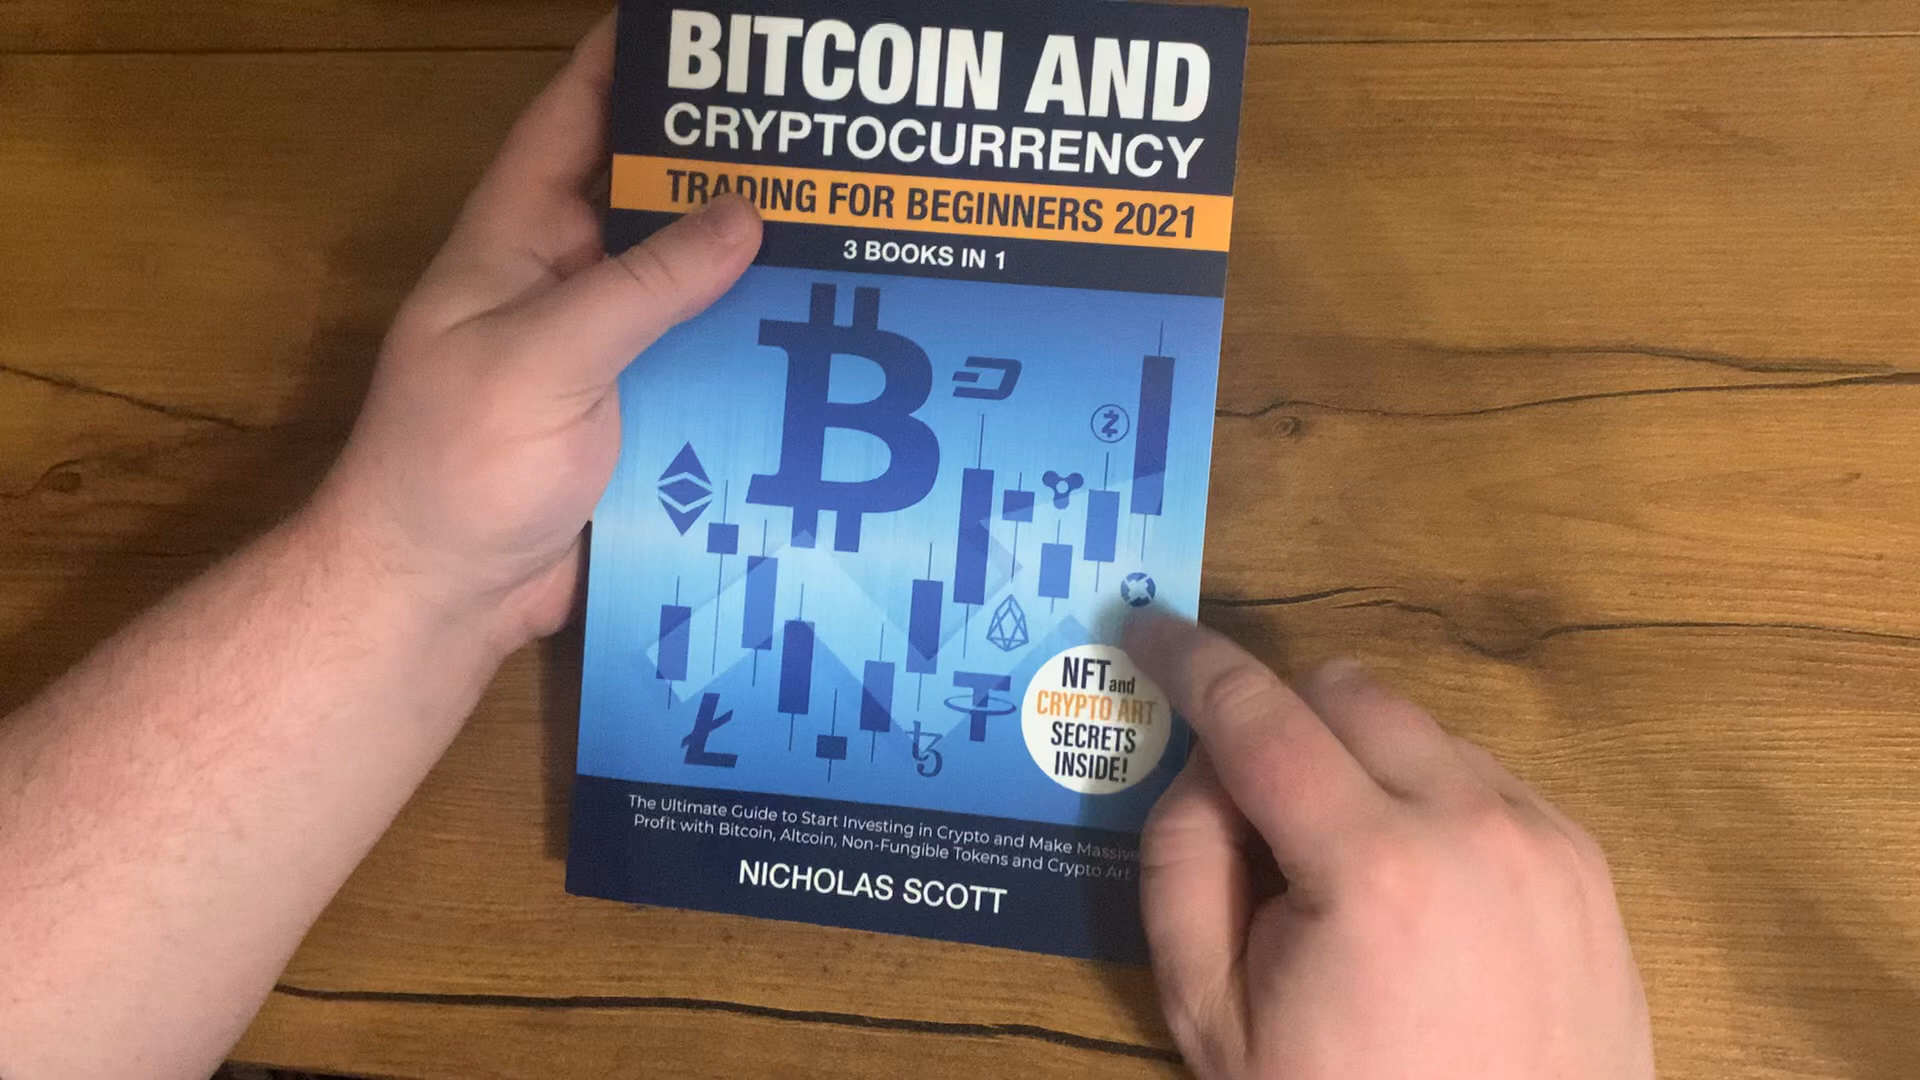 BITCOIN AND
CRYPTOCURRENCY
TRADING FOR BEGINNERS 2021
3 BOOKS IN 1
NFT and
CRYPTO ART
SECRETS
INSIDE!
The Ultimate Guide to Start Investing in Crypto and Make Massive
Profit with Bitcoin, Altcoin, Non-Fungible Tokens and Crypto Art
NICHOLAS SCOTT